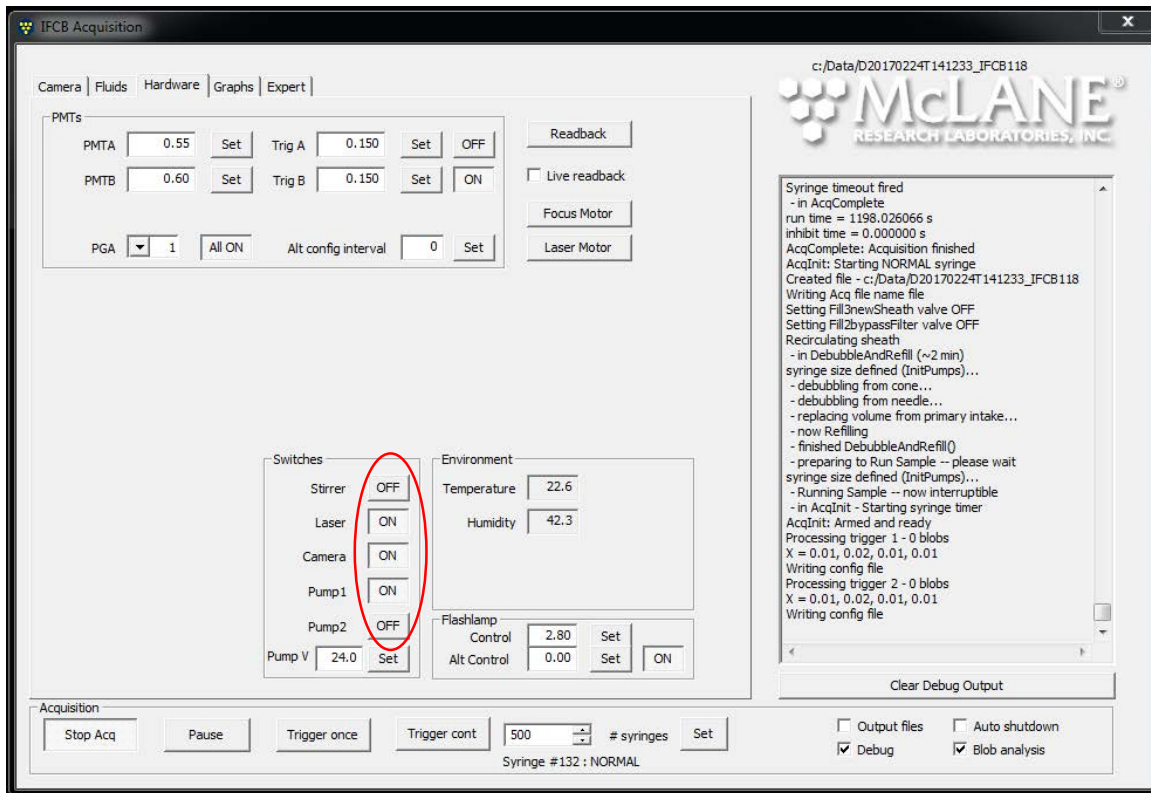 IFCB Acquisition
X
c:/Data/D20170224T141233_IFCB118
McLANE®
RESEARCH LABORATORIES, INC.
Camera Fluids Hardware Graphs Expert
PMTs
PMTA 0.55 Set Trig A 0.150 Set OFF
PMTB 0.60 Set Trig B 0.150 Set ON
PGA 1 All ON Alt config interval 0 Set
Readback
Live readback
Focus Motor
Laser Motor
Switches
Stirrer OFF
Laser ON
Camera ON
Pump1 ON
Pump2 OFF
Pump V 24.0 Set
Environment
Temperature 22.6
Humidity 42.3
Flashlamp
Control 2.80 Set
Alt Control 0.00 Set ON
Syringe timeout fired
- in AcqComplete
run time = 1198.026066 s
inhibit time = 0.000000 s
AcqComplete: Acquisition finished
AcqInit: Starting NORMAL syringe
Created file - c:/Data/D20170224T141233_IFCB118
Writing Acq file name file
Setting Fill3newSheath valve OFF
Setting Fill2bypassFilter valve OFF
Recirculating sheath
- in DebubbleAndRefill (~2 min)
syringe size defined (InitPumps)...
- debubbling from cone...
- debubbling from needle...
- replacing volume from primary intake...
- now Refilling
- finished DebubbleAndRefill()
- preparing to Run Sample -- please wait
syringe size defined (InitPumps)...
- Running Sample -- now interruptible
- in AcqInit - Starting syringe timer
AcqInit: Armed and ready
Processing trigger 1 - 0 blobs
X = 0.01, 0.02, 0.01, 0.01
Writing config file
Processing trigger 2 - 0 blobs
X = 0.01, 0.02, 0.01, 0.01
Writing config file
Clear Debug Output
Acquisition
Stop Acq Pause Trigger once Trigger cont 500 # syringes Set
Syringe #132 : NORMAL
Output files Auto shutdown
Debug Blob analysis